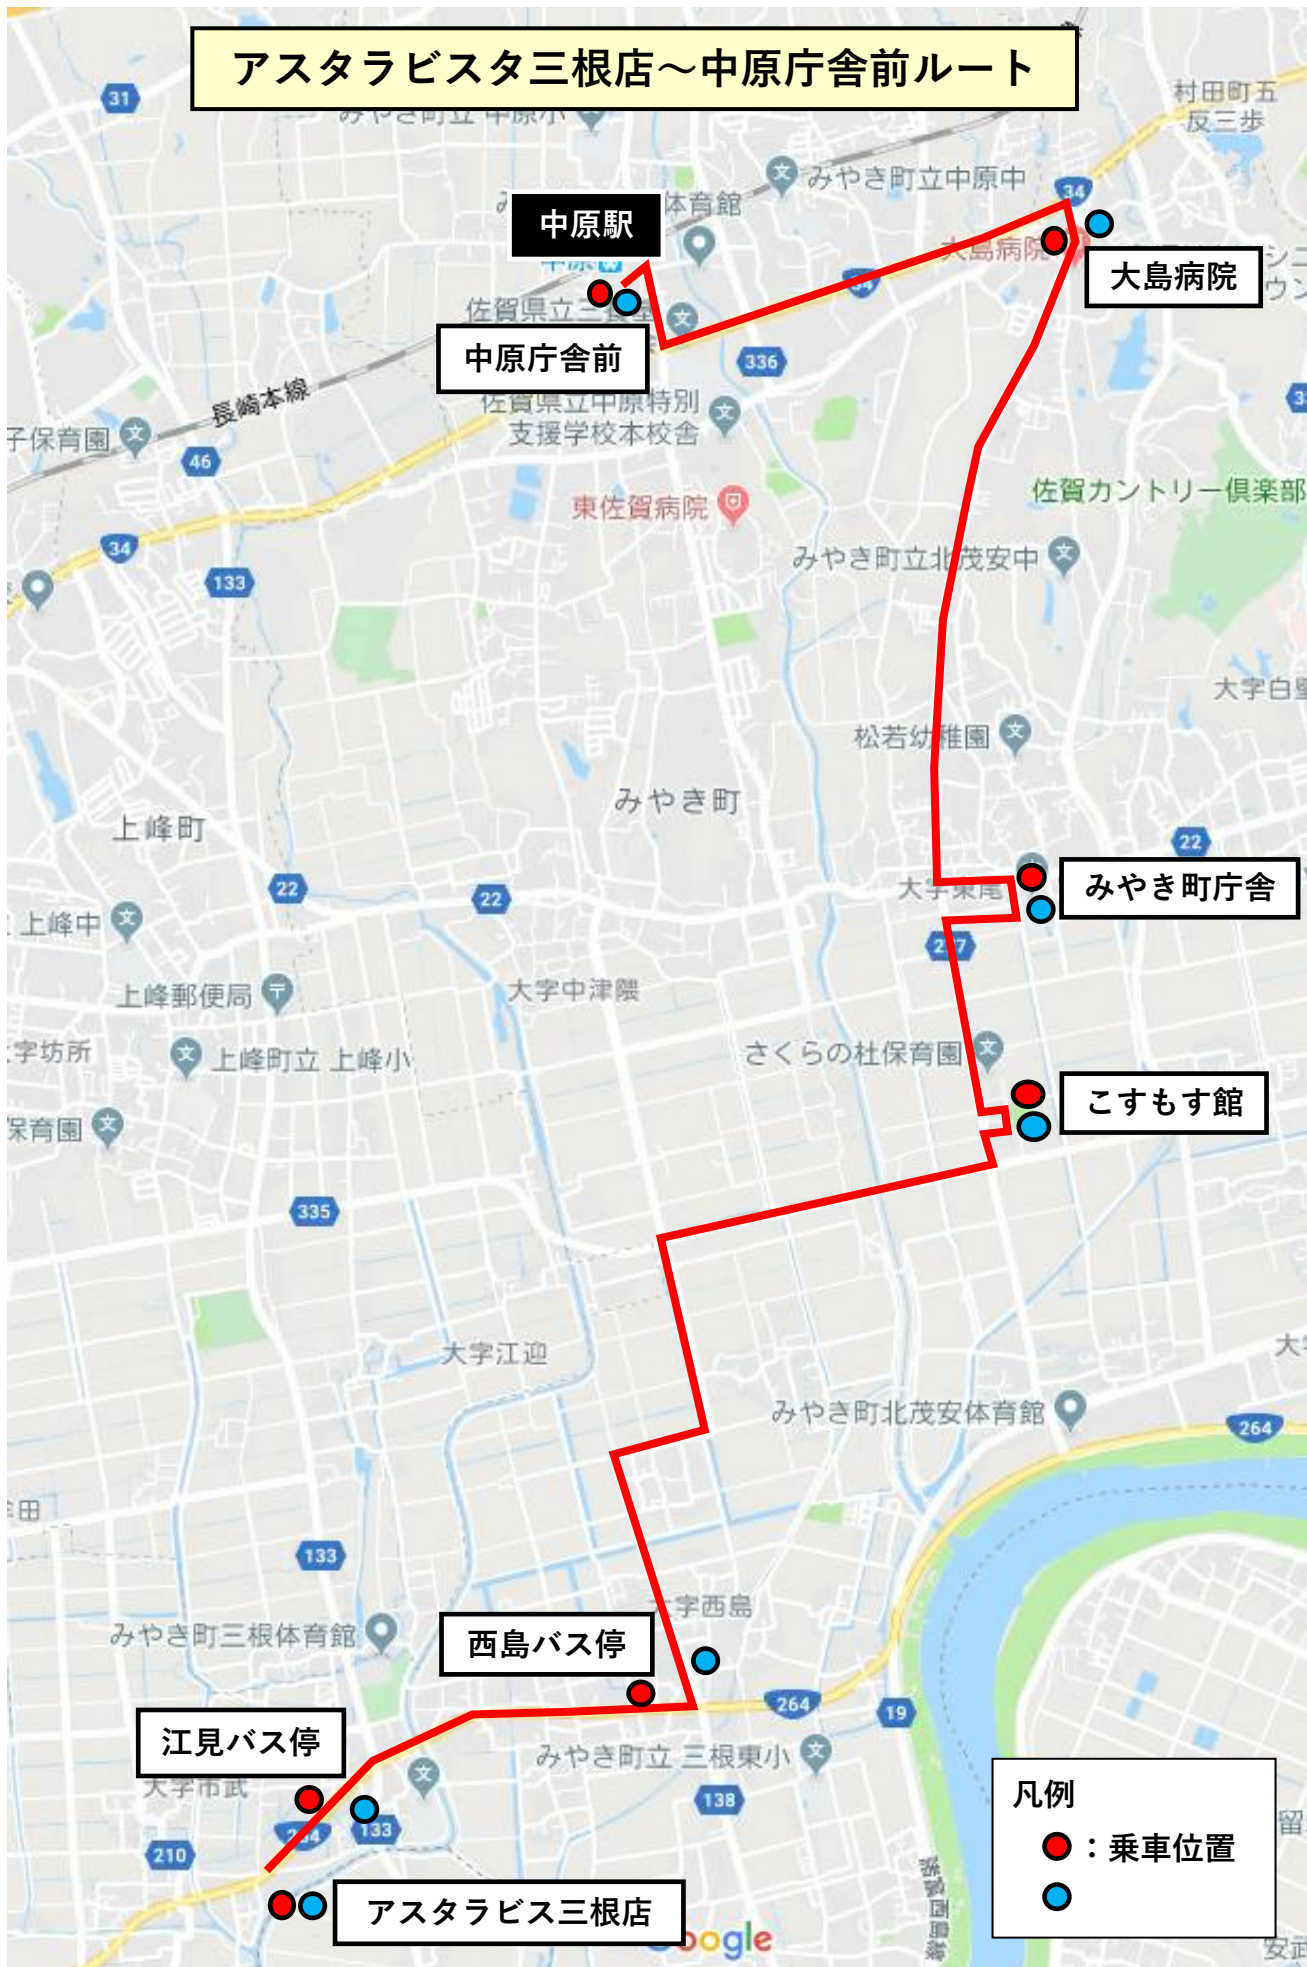 アスタラビスタ三根店～中原庁舎前ルート
31
村田町五
反三歩
みやき町立中原中
34
体育館
中原駅
大島病院
大島病院
34
中原庁舎前
336
長崎本線
佐賀県立中原特別
支援学校本校舎
子保育園
46
佐賀カントリー倶楽部
東佐賀病院
34
みやき町立北茂安中
133
松若幼稚園
みやき町
上峰町
22
22
22
大字東尾
みやき町庁舎
上峰中
上峰郵便局
大字中津隈
字坊所
上峰町立 上峰小
さくらの杜保育園
こすもす館
保育園
335
大字江迎
みやき町北茂安体育館
264
133
みやき町三根体育館
西島バス停
264
19
江見バス停
みやき町立 三根東小
大字市武
138
133
210
凡例
：乗車位置
アスタラビス三根店